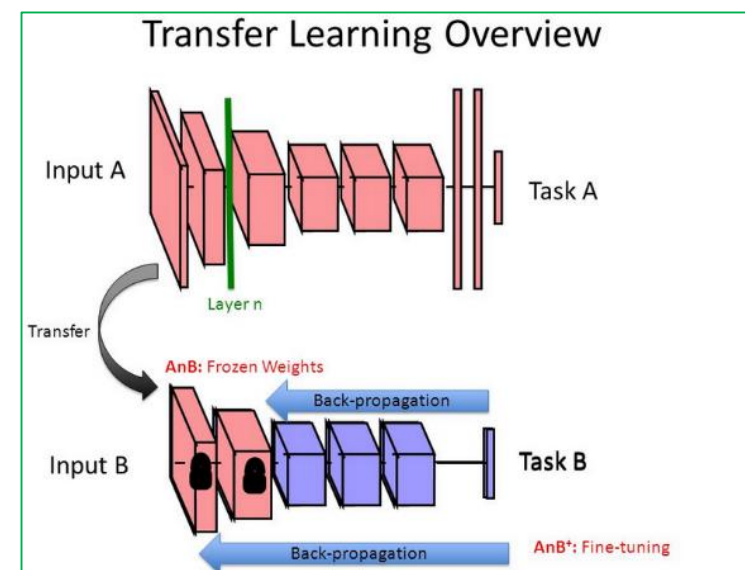 Transfer Learning Overview
Input A
Task A
Layer n
Transfer
AnB: Frozen Weights
Back-propagation
Input B
Task B
AnB⁺: Fine-tuning
Back-propagation